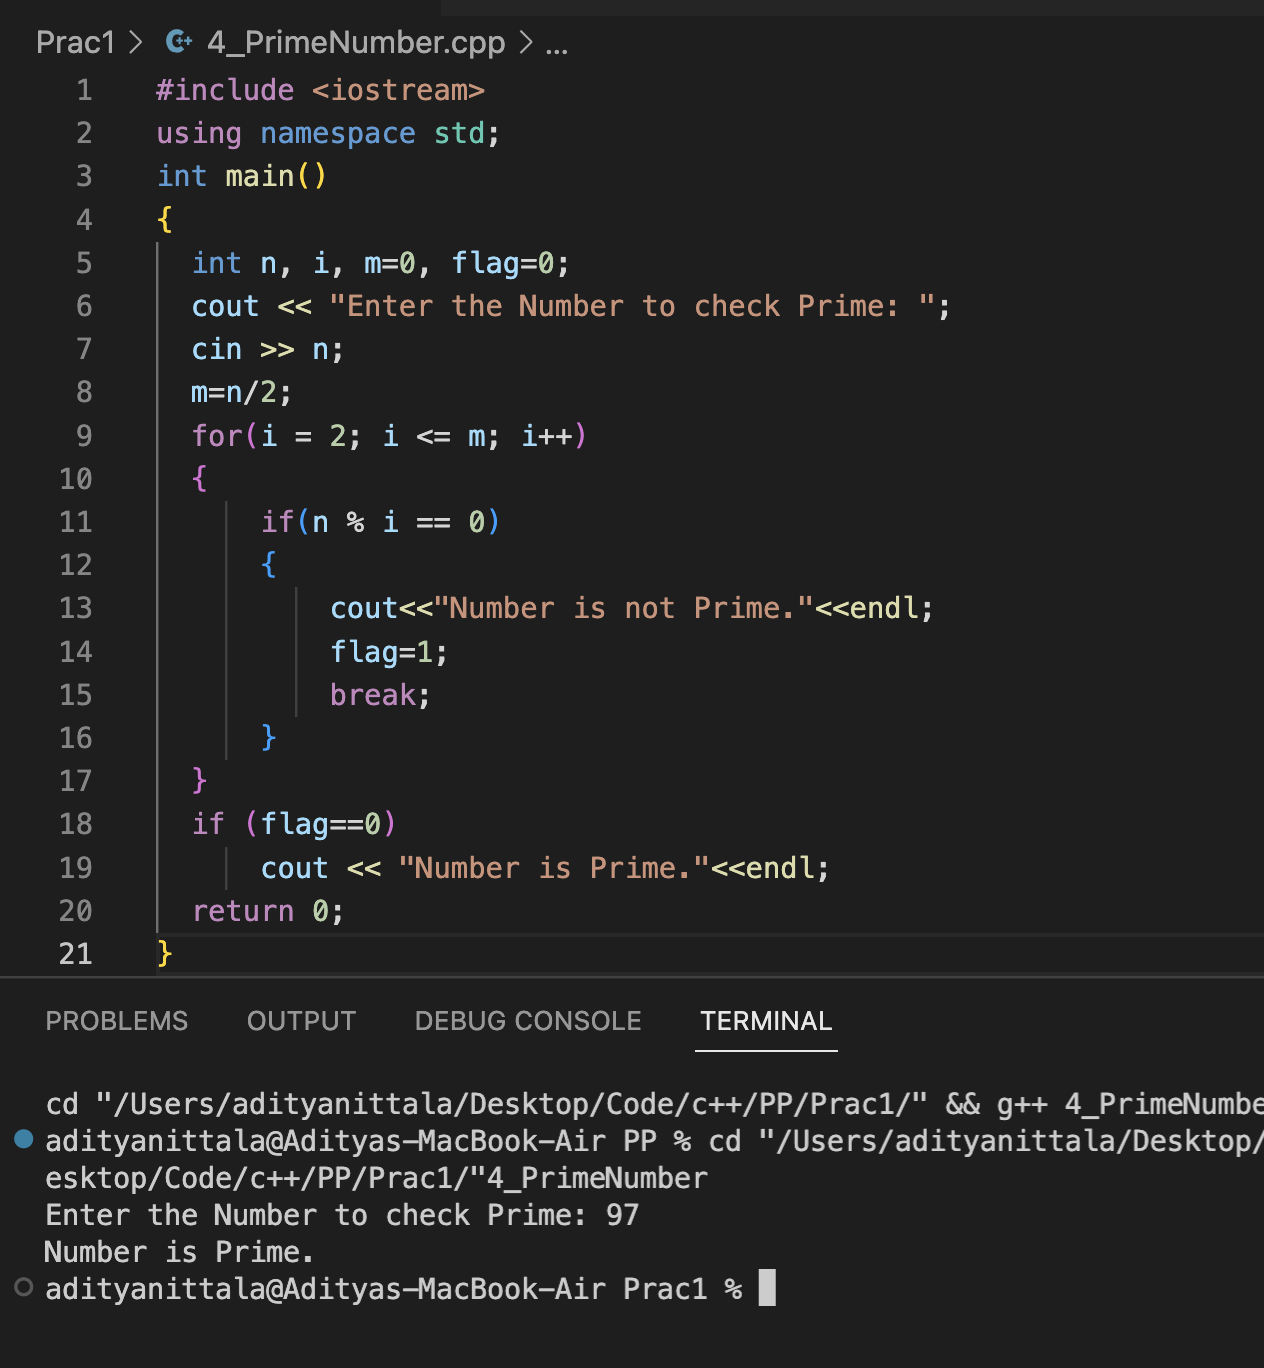 Prac1 > 4_PrimeNumber.cpp > ...
1 #include <iostream>
2 using namespace std;
3 int main()
4 {
5   int n, i, m=0, flag=0;
6   cout << "Enter the Number to check Prime: ";
7   cin >> n;
8   m=n/2;
9   for(i = 2; i <= m; i++)
10   {
11       if(n % i == 0)
12       {
13           cout<<"Number is not Prime."<<endl;
14           flag=1;
15           break;
16       }
17   }
18   if (flag==0)
19       cout << "Number is Prime."<<endl;
20   return 0;
21 }
PROBLEMS OUTPUT DEBUG CONSOLE TERMINAL
cd "/Users/adityanittala/Desktop/Code/c++/PP/Prac1/" && g++ 4_PrimeNumbe
adityanittala@Adityas-MacBook-Air PP % cd "/Users/adityanittala/Desktop/
esktop/Code/c++/PP/Prac1/"4_PrimeNumber
Enter the Number to check Prime: 97
Number is Prime.
adityanittala@Adityas-MacBook-Air Prac1 %